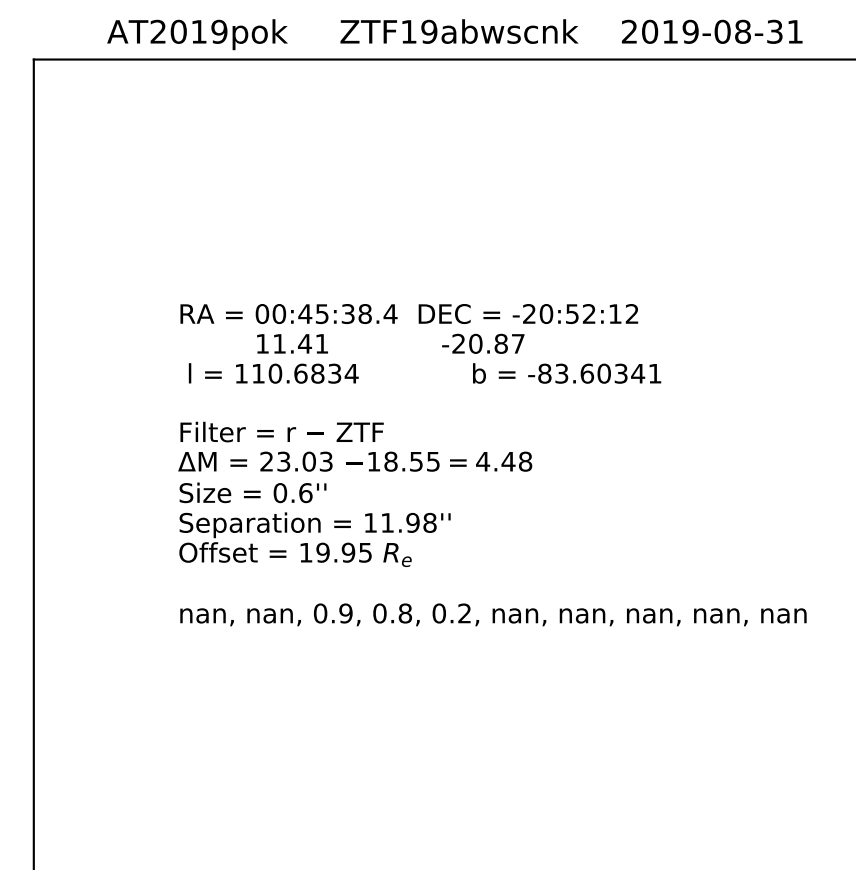 AT2019pok ZTF19abwscnk 2019-08-31
RA = 00:45:38.4 DEC = -20:52:12
11.41 -20.87
l = 110.6834 b = -83.60341
Filter = r − ZTF
ΔM = 23.03 −18.55 = 4.48
Size = 0.6''
Separation = 11.98''
Offset = 19.95 Rₑ
nan, nan, 0.9, 0.8, 0.2, nan, nan, nan, nan, nan